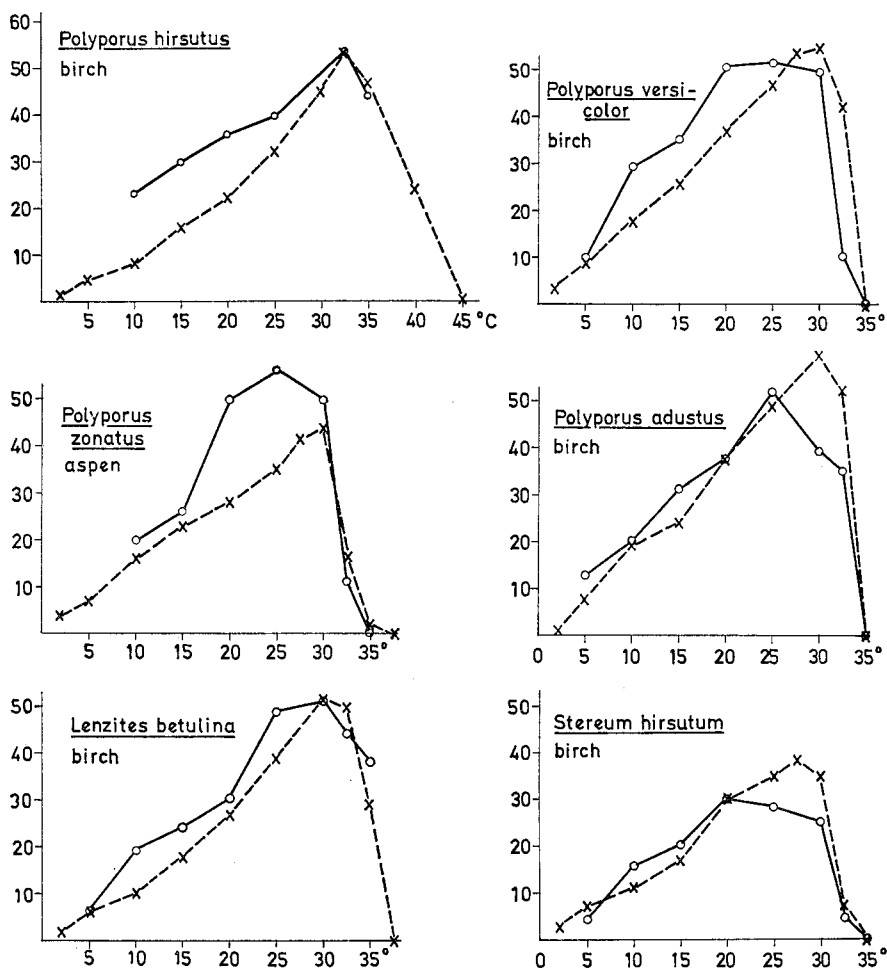 60
50
40
30
20
10
Polyporus hirsutus
birch
5 10 15 20 25 30 35 40 45 °C
50
40
30
20
10
Polyporus versi-
color
birch
5 10 15 20 25 30 35°
50
40
30
20
10
Polyporus
zonatus
aspen
5 10 15 20 25 30 35°
50
40
30
20
10
Polyporus adustus
birch
0 5 10 15 20 25 30 35°
50
40
30
20
10
Lenzites betulina
birch
5 10 15 20 25 30 35°
50
40
30
20
10
Stereum hirsutum
birch
0 5 10 15 20 25 30 35°